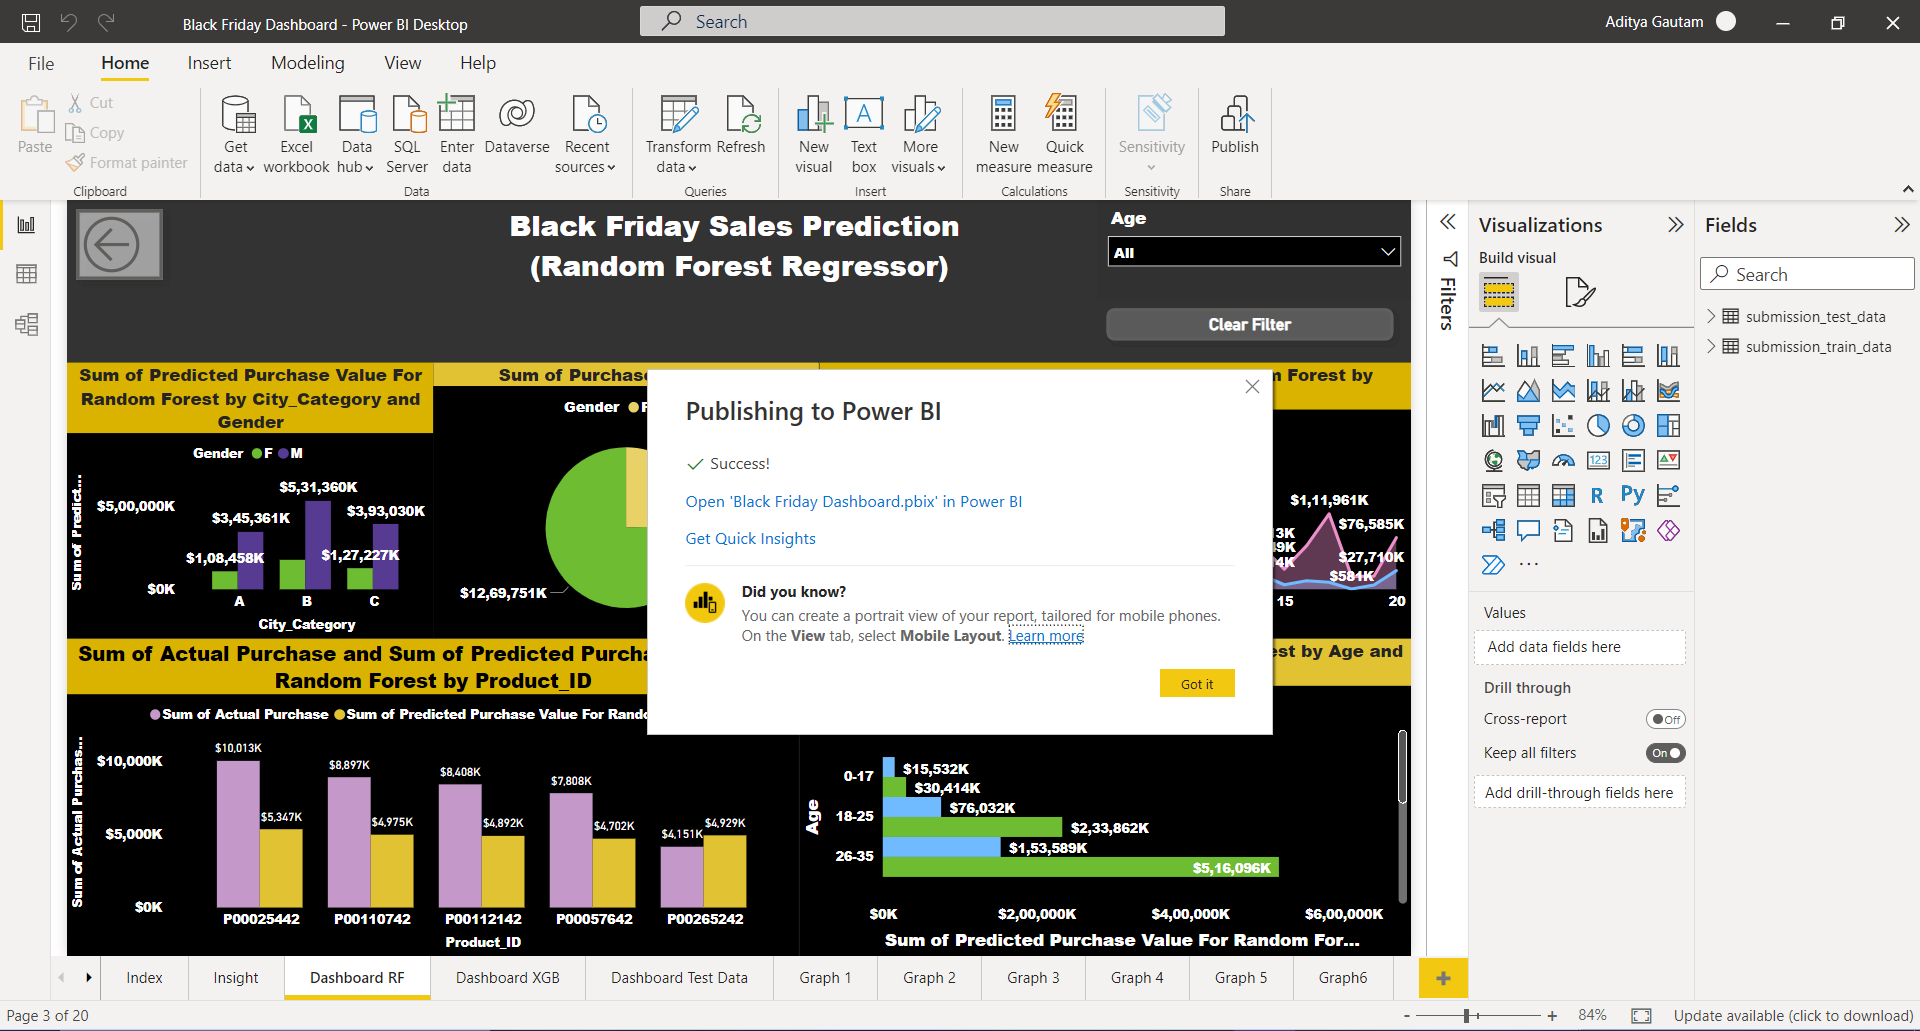 Black Friday Dashboard - Power BI Desktop
Search
Aditya Gautam
File Home Insert Modeling View Help
Paste
Cut
Copy
Format painter
Clipboard
Get data
Excel workbook
Data hub
SQL Server
Enter data
Dataverse
Recent sources
Data
Transform data
Refresh
Queries
New visual
Text box
More visuals
Insert
New measure
Quick measure
Calculations
Sensitivity
Sensitivity
Publish
Share
Black Friday Sales Prediction
(Random Forest Regressor)
Age
All
Clear Filter
Sum of Predicted Purchase Value For
Random Forest by City_Category and
Gender
Gender F M
Sum of Predict...
$5,00,000K
$0K
$5,31,360K
$3,45,361K
$3,93,030K
$1,08,458K
$1,27,227K
A B C
City_Category
Sum of Purchas
Gender F
$12,69,751K
Forest by
$1,11,961K
$76,585K
$27,710K
$581K
15 20
Publishing to Power BI
Success!
Open 'Black Friday Dashboard.pbix' in Power BI
Get Quick Insights
Did you know?
You can create a portrait view of your report, tailored for mobile phones.
On the View tab, select Mobile Layout. Learn more
Got it
Sum of Actual Purchase and Sum of Predicted Purch
Random Forest by Product_ID
Sum of Actual Purchase Sum of Predicted Purchase Value For Rand
Sum of Actual Purchas...
$10,000K
$5,000K
$0K
$10,013K
$5,347K
$8,897K
$4,975K
$8,408K
$4,892K
$7,808K
$4,702K
$4,151K
$4,929K
P00025442 P00110742 P00112142 P00057642 P00265242
Product_ID
est by Age and
Age
0-17
$15,532K
$30,414K
18-25
$76,032K
$2,33,862K
26-35
$1,53,589K
$5,16,096K
$0K $2,00,000K $4,00,000K $6,00,000K
Sum of Predicted Purchase Value For Random For...
Filters
Visualizations
Build visual
R
Py
123
...
Values
Add data fields here
Drill through
Cross-report
Off
Keep all filters
On
Add drill-through fields here
Fields
Search
submission_test_data
submission_train_data
Index Insight Dashboard RF Dashboard XGB Dashboard Test Data Graph 1 Graph 2 Graph 3 Graph 4 Graph 5 Graph6 +
Page 3 of 20
- + 84%
Update available (click to download)